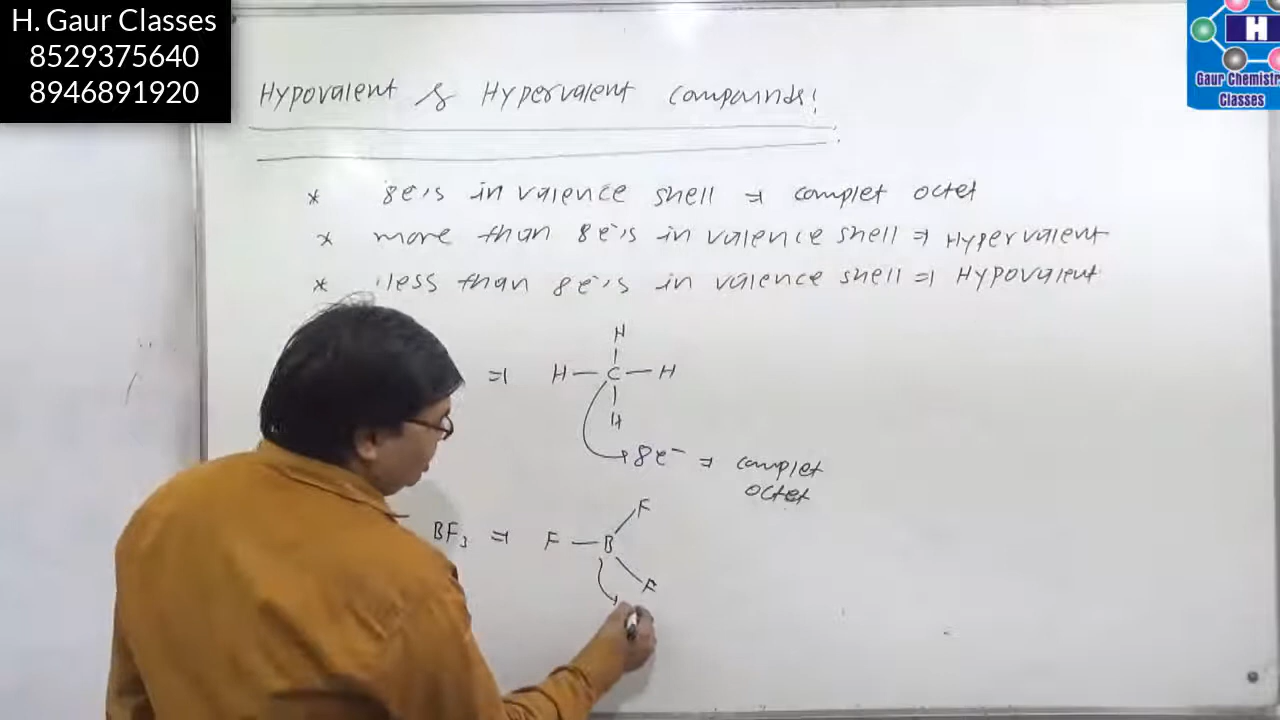 H. Gaur Classes
8529375640
8946891920
H
Gaur Chemistry
Classes
Hypovalent & Hypervalent compounds:
* 8e⁻s in valence shell ⇒ complet octet
* more than 8e⁻s in valence shell ⇒ Hypervalent
* less than 8e⁻s in valence shell ⇒ Hypovalent
H
⇒ H — C — H
H
8e⁻ ⇒ complet
octet
F
BF₃ ⇒ F — B
F